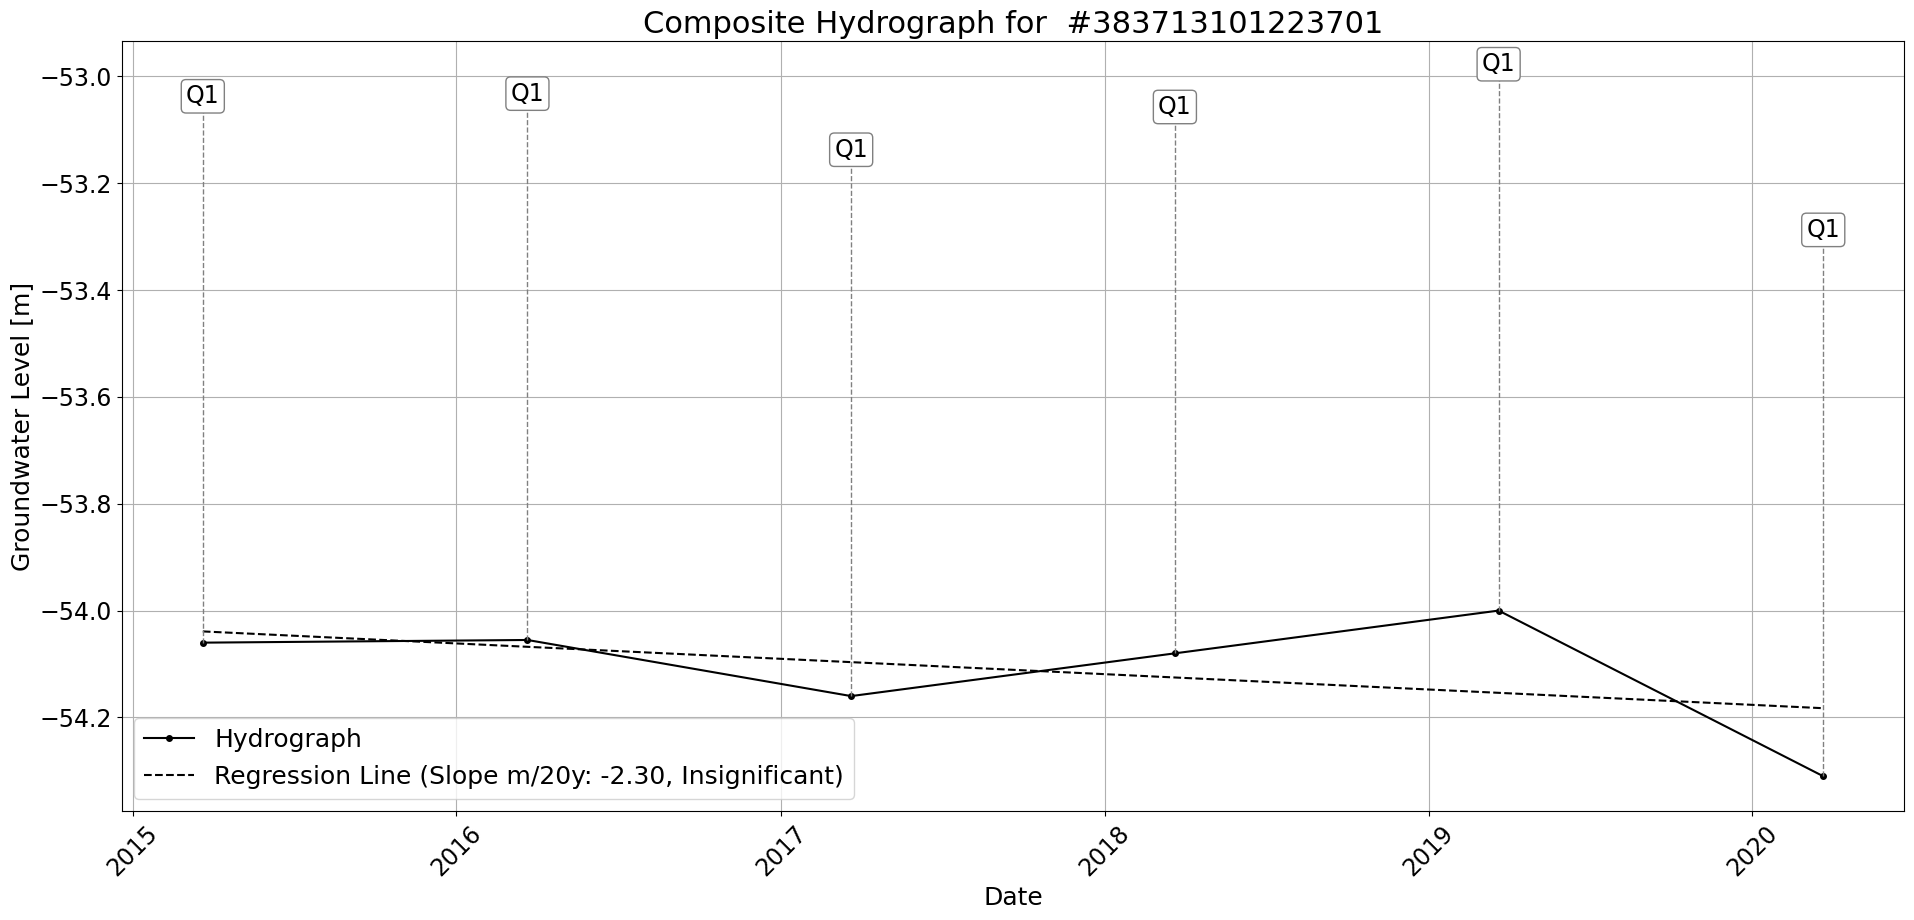 Composite Hydrograph for  #383713101223701
Groundwater Level [m]
−53.0
−53.2
−53.4
−53.6
−53.8
−54.0
−54.2
Q1
Q1
Q1
Q1
Q1
Q1
Hydrograph
Regression Line (Slope m/20y: -2.30, Insignificant)
2015
2016
2017
2018
2019
2020
Date